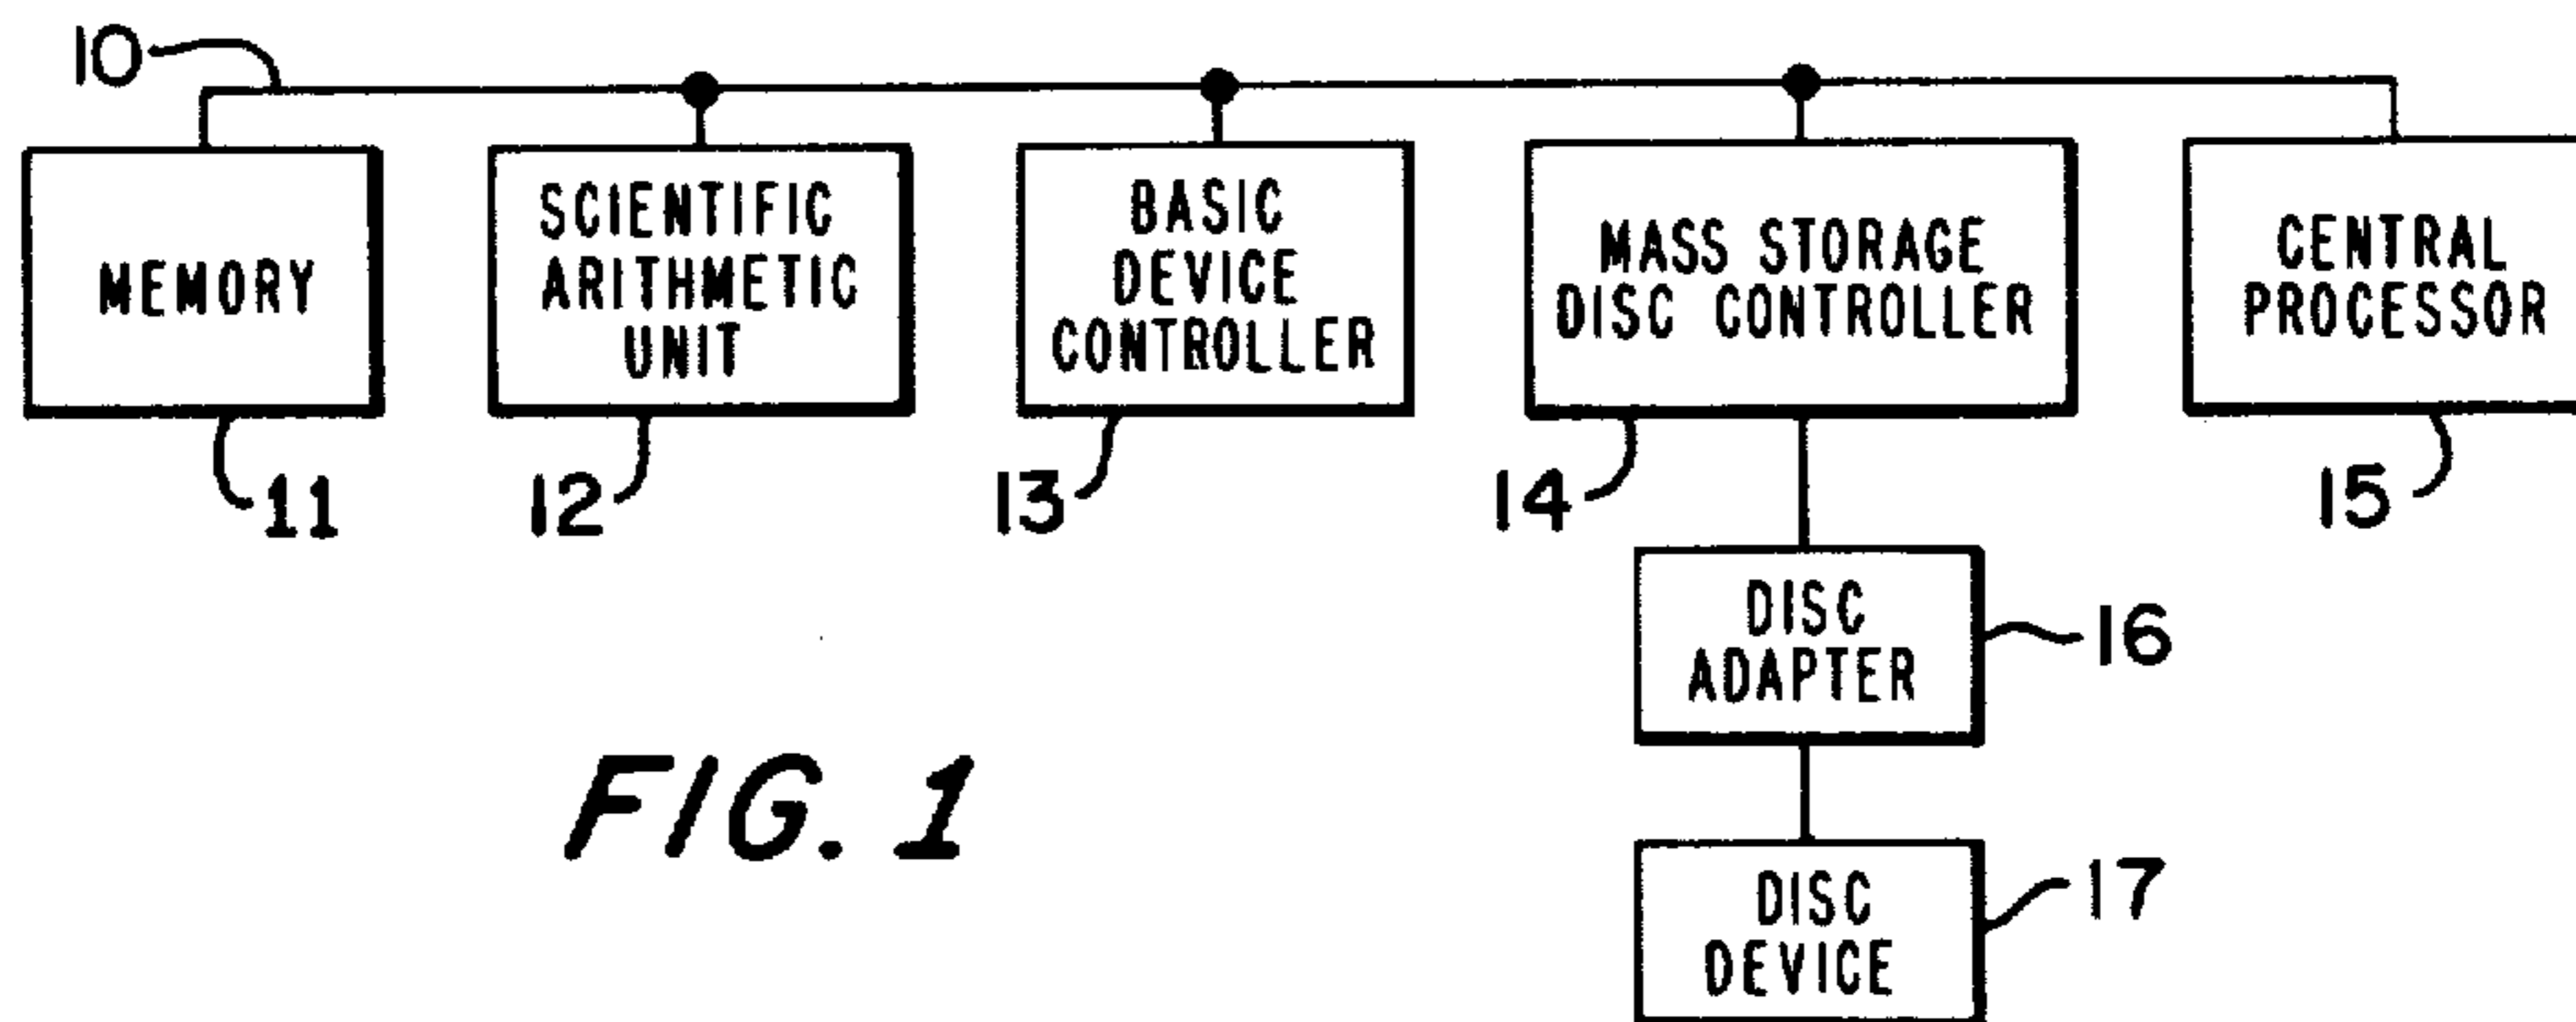 10
MEMORY
SCIENTIFIC
ARITHMETIC
UNIT
BASIC
DEVICE
CONTROLLER
MASS STORAGE
DISC CONTROLLER
CENTRAL
PROCESSOR
11
12
13
14
15
DISC
ADAPTER
16
FIG. 1
DISC
DEVICE
17